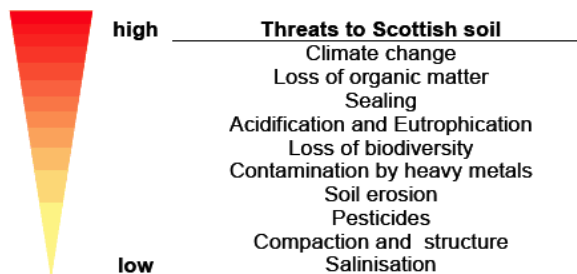 high Threats to Scottish soil
Climate change
Loss of organic matter
Sealing
Acidification and Eutrophication
Loss of biodiversity
Contamination by heavy metals
Soil erosion
Pesticides
Compaction and structure
low Salinisation